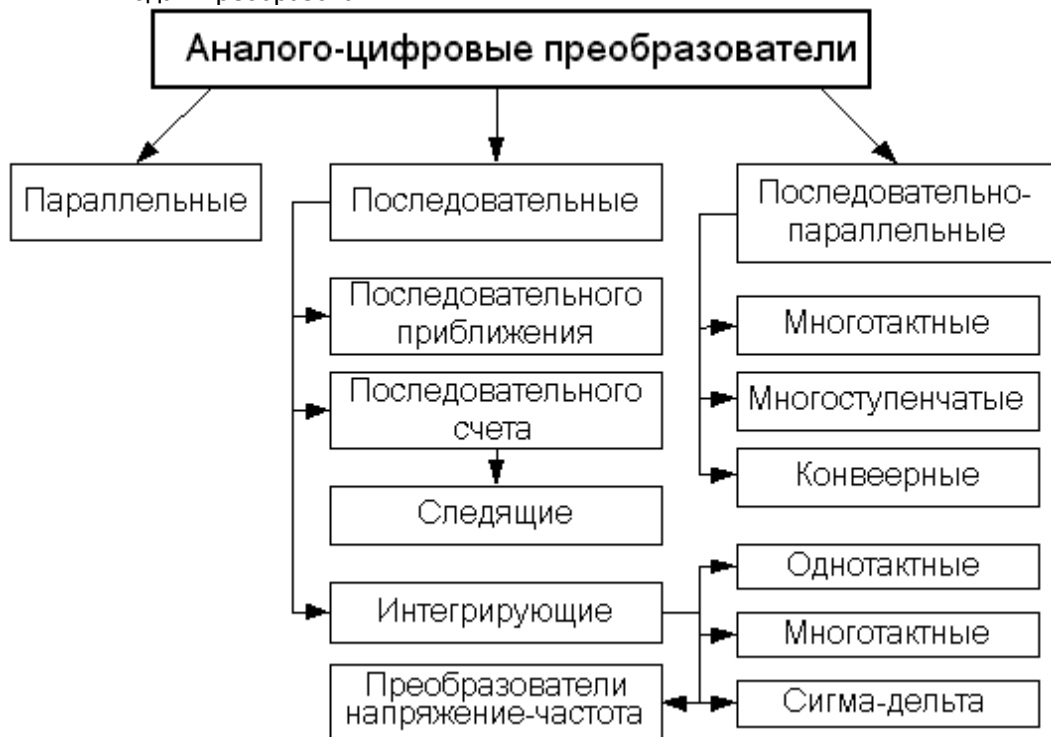 Аналого-цифровые преобразователи
Параллельные
Последовательные
Последовательно-
параллельные
Последовательного
приближения
Многотактные
Последовательного
счета
Многоступенчатые
Конвеерные
Следящие
Однотактные
Интегрирующие
Многотактные
Преобразователи
напряжение-частота
Сигма-дельта